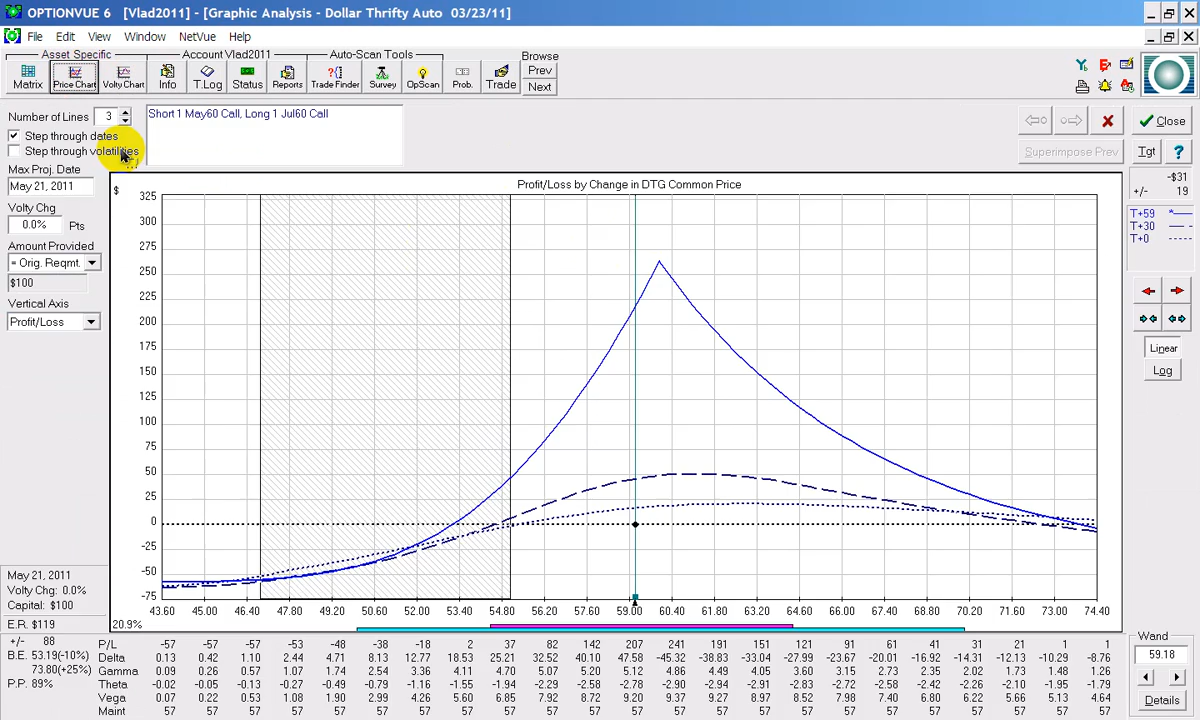 OPTIONVUE 6 [Vlad2011] - [Graphic Analysis - Dollar Thrifty Auto 03/23/11]
File Edit View Window NetVue Help
Asset Specific Account Vlad2011 Auto-Scan Tools Browse
Matrix Price Chart Volty Chart Info T.Log Status Reports Trade Finder Survey OpScan Prob. Trade Prev
Next
Number of Lines 3
Short 1 May60 Call, Long 1 Jul60 Call
Close
Step through dates
Step through volatilities
Superimpose Prev Tgt ?
Max Proj. Date
May 21, 2011
Volty Chg
0.0% Pts
Amount Provided
= Orig. Reqmt.
$100
Vertical Axis
Profit/Loss
$ Profit/Loss by Change in DTG Common Price
325
300
275
250
225
200
175
150
125
100
75
50
25
0
-25
-50
-75
43.60 45.00 46.40 47.80 49.20 50.60 52.00 53.40 54.80 56.20 57.60 59.00 60.40 61.80 63.20 64.60 66.00 67.40 68.80 70.20 71.60 73.00 74.40
20.9%
-$31
+/- 19
T+59 *
T+30
T+0
Linear
Log
May 21, 2011
Volty Chg: 0.0%
Capital: $100
E.R. $119
+/- 88
B.E. 53.19(-10%)
73.80(+25%)
P.P. 89%
P/L -57 -57 -57 -53 -48 -38 -18 2 37 82 142 207 241 191 151 121 91 61 41 31 21 1 1
Delta 0.13 0.42 1.10 2.44 4.71 8.13 12.77 18.53 25.21 32.52 40.10 47.58 -45.32 -38.83 -33.04 -27.99 -23.67 -20.01 -16.92 -14.31 -12.13 -10.29 -8.76
Gamma 0.09 0.26 0.57 1.07 1.74 2.54 3.36 4.11 4.70 5.07 5.20 5.12 4.86 4.49 4.05 3.60 3.15 2.73 2.35 2.02 1.73 1.48 1.26
Theta -0.02 -0.05 -0.13 -0.27 -0.49 -0.79 -1.16 -1.55 -1.94 -2.29 -2.58 -2.78 -2.90 -2.94 -2.91 -2.83 -2.72 -2.58 -2.42 -2.26 -2.10 -1.95 -1.79
Vega 0.07 0.22 0.53 1.08 1.90 2.99 4.26 5.60 6.85 7.92 8.72 9.20 9.37 9.27 8.97 8.52 7.98 7.40 6.80 6.22 5.66 5.13 4.64
Maint 57 57 57 57 57 57 57 57 57 57 57 57 57 57 57 57 57 57 57 57 57 57 57
Wand
59.18
Details